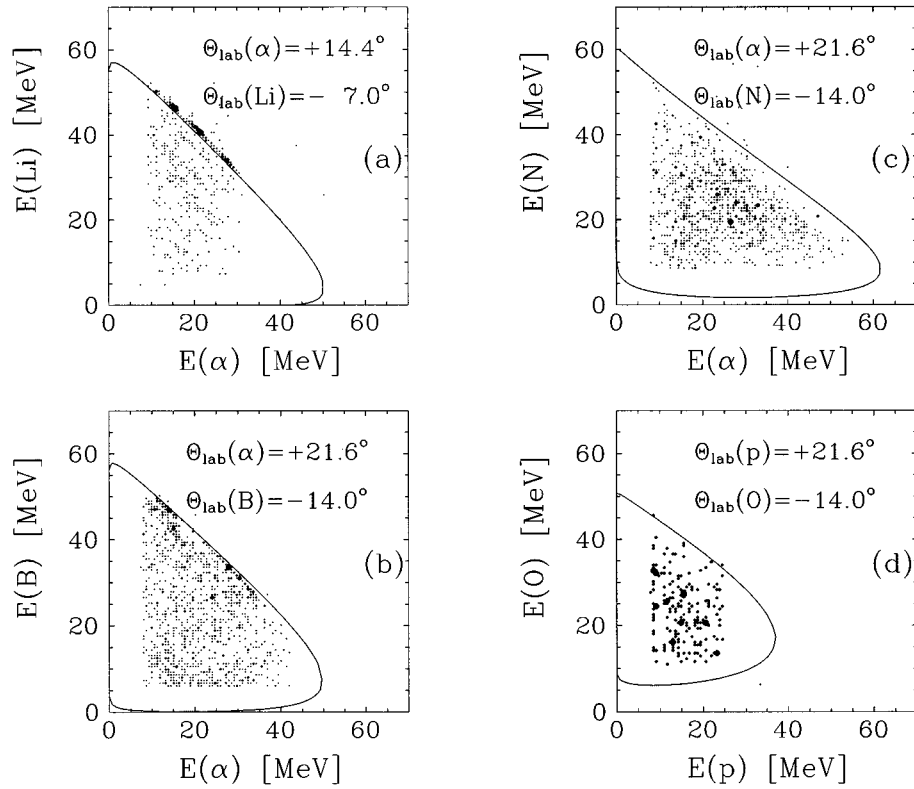 E(Li) [MeV]
60
40
20
0
Θlab(α)=+14.4°
Θlab(Li)=− 7.0°
(a)
0 20 40 60
E(α) [MeV]
E(N) [MeV]
60
40
20
0
Θlab(α)=+21.6°
Θlab(N)=−14.0°
(c)
0 20 40 60
E(α) [MeV]
E(B) [MeV]
60
40
20
0
Θlab(α)=+21.6°
Θlab(B)=−14.0°
(b)
0 20 40 60
E(α) [MeV]
E(O) [MeV]
60
40
20
0
Θlab(p)=+21.6°
Θlab(O)=−14.0°
(d)
0 20 40 60
E(p) [MeV]